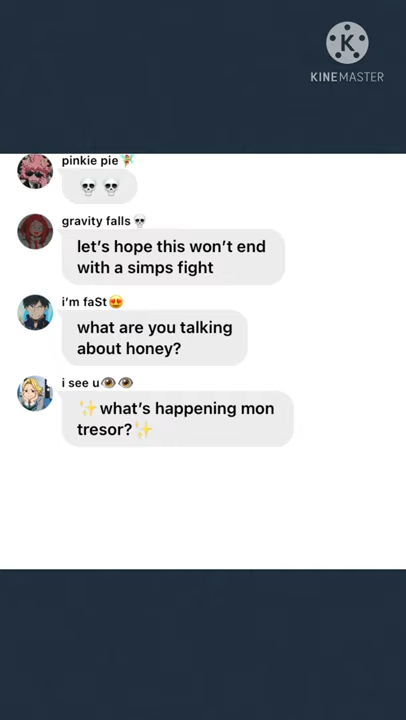 KINEMASTER
pinkie pie🧚🏻‍♀️
💀💀
gravity falls💀
let's hope this won't end
with a simps fight
i'm faSt😍
what are you talking
about honey?
i see u👁👁
✨what's happening mon
tresor?✨